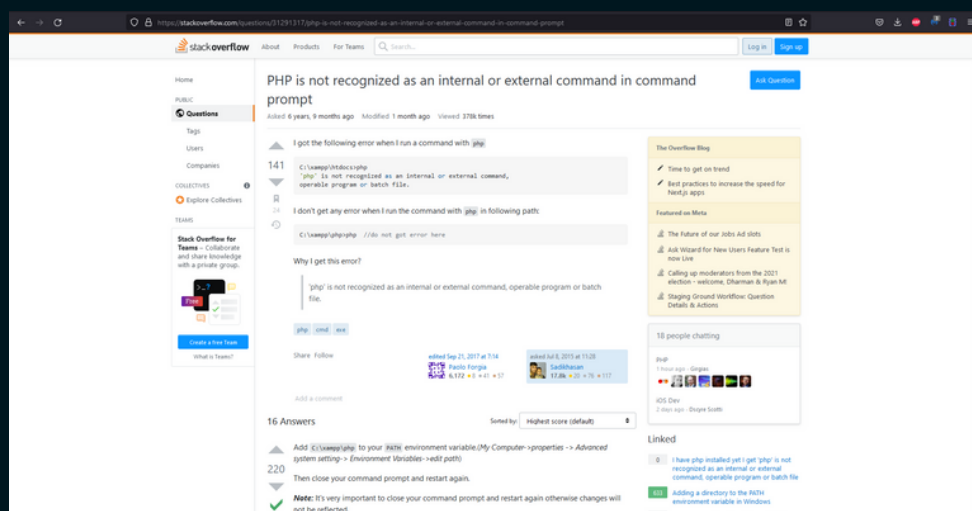 https://stackoverflow.com/questions/31291317/php-is-not-recognized-as-an-internal-or-external-command-in-command-prompt
stackoverflow
About
Products
For Teams
Search...
Log in
Sign up
Home
PUBLIC
Questions
Tags
Users
Companies
COLLECTIVES
Explore Collectives
TEAMS
Stack Overflow for
Teams – Collaborate
and share knowledge
with a private group.
Free
Create a free Team
What is Teams?
PHP is not recognized as an internal or external command in command
prompt
Ask Question
Asked 6 years, 9 months ago Modified 1 month ago Viewed 378k times
141
I got the following error when I run a command with php
C:\xampp\htdocs>php
'php' is not recognized as an internal or external command,
operable program or batch file.
I don't get any error when I run the command with php in following path:
C:\xampp\php>php //do not got error here
Why I get this error?
'php' is not recognized as an internal or external command, operable program or batch
file.
php cmd exe
Share Follow
edited Sep 21, 2017 at 7:14
Paolo Forgia
6,172 8 41 57
asked Jul 8, 2015 at 11:28
Sadikhasan
17.8k 20 76 117
Add a comment
16 Answers
Sorted by: Highest score (default)
220
Add C:\xampp\php to your PATH environment variable.(My Computer->properties -> Advanced
system setting-> Environment Variables->edit path)
Then close your command prompt and restart again.
Note: It's very important to close your command prompt and restart again otherwise changes will
not be reflected.
The Overflow Blog
Time to get on trend
Best practices to increase the speed for
Next.js apps
Featured on Meta
The Future of our Jobs Ad slots
Ask Wizard for New Users Feature Test is
now Live
Calling up moderators from the 2021
election - welcome, Dharman & Ryan M!
Staging Ground Workflow: Question
Details & Actions
18 people chatting
PHP
1 hour ago - Girgias
iOS Dev
2 days ago -
Linked
0
I have php installed yet I get 'php' is not
recognized as an internal or external
command, operable program or batch file
Adding a directory to the PATH
environment variable in Windows